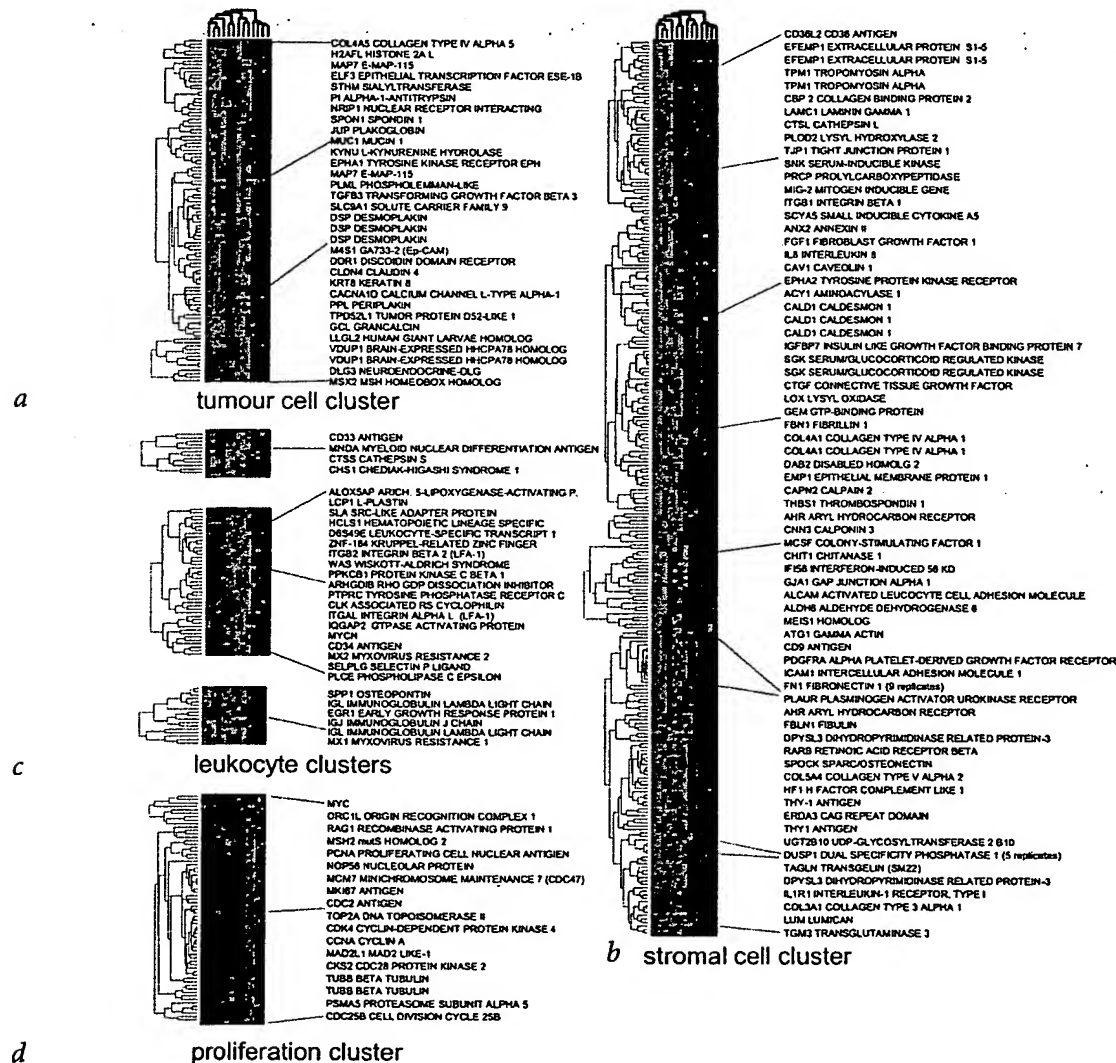 COL4A5 COLLAGEN TYPE IV ALPHA 5
H2AFL HISTONE 2A L
MAP7 E-MAP-115
ELF3 EPITHELIAL TRANSCRIPTION FACTOR ESE-1B
STHM SIALYLTRANSFERASE
PI ALPHA-1-ANTITRYPSIN
NRIP1 NUCLEAR RECEPTOR INTERACTING
SPON1 SPONDIN 1
JUP PLAKOGLOBIN
MUC1 MUCIN 1
KYNU L-KYNURENINE HYDROLASE
EPHA1 TYROSINE KINASE RECEPTOR EPH
MAP7 E-MAP-115
PLML PHOSPHOLEMMAN-LIKE
TGFB3 TRANSFORMING GROWTH FACTOR BETA 3
SLC9A1 SOLUTE CARRIER FAMILY 9
DSP DESMOPLAKIN
DSP DESMOPLAKIN
DSP DESMOPLAKIN
M4S1 GA733-2 (Ep-CAM)
DDR1 DISCOIDIN DOMAIN RECEPTOR
CLDN4 CLAUDIN 4
KRT8 KERATIN 8
CACNA1D CALCIUM CHANNEL L-TYPE ALPHA-1
PPL PERIPLAKIN
TPD52L1 TUMOR PROTEIN D52-LIKE 1
GCL GRANCALCIN
LLGL2 HUMAN GIANT LARVAE HOMOLOG
VDUP1 BRAIN-EXPRESSED HHCPA78 HOMOLOG
VDUP1 BRAIN-EXPRESSED HHCPA78 HOMOLOG
DLG3 NEUROENDOCRINE-DLG
MSX2 MSH HOMEOBOX HOMOLOG
a
tumour cell cluster
CD33 ANTIGEN
MNDA MYELOID NUCLEAR DIFFERENTIATION ANTIGEN
CTSS CATHEPSIN S
CHS1 CHEDIAK-HIGASHI SYNDROME 1
ALOX5AP ARICH. 5-LIPOXYGENASE-ACTIVATING P.
LCP1 L-PLASTIN
SLA SRC-LIKE ADAPTER PROTEIN
HCLS1 HEMATOPOIETIC LINEAGE SPECIFIC
D6S49E LEUKOCYTE-SPECIFIC TRANSCRIPT 1
ZNF-184 KRUPPEL-RELATED ZINC FINGER
ITGB2 INTEGRIN BETA 2 (LFA-1)
WAS WISKOTT-ALDRICH SYNDROME
PPKCB1 PROTEIN KINASE C BETA 1
ARHGDIB RHO GDP DISSOCIATION INHIBITOR
PTPRC TYROSINE PHOSPHATASE RECEPTOR C
CLK ASSOCIATED RS CYCLOPHILIN
ITGAL INTEGRIN ALPHA L (LFA-1)
IQGAP2 GTPASE ACTIVATING PROTEIN
MYCN
CD34 ANTIGEN
MX2 MYXOVIRUS RESISTANCE 2
SELPLG SELECTIN P LIGAND
PLCE PHOSPHOLIPASE C EPSILON
SPP1 OSTEOPONTIN
IGL IMMUNOGLOBULIN LAMBDA LIGHT CHAIN
EGR1 EARLY GROWTH RESPONSE PROTEIN 1
IGJ IMMUNOGLOBULIN J CHAIN
IGL IMMUNOGLOBULIN LAMBDA LIGHT CHAIN
MX1 MYXOVIRUS RESISTANCE 1
c
leukocyte clusters
MYC
ORC1L ORIGIN RECOGNITION COMPLEX 1
RAG1 RECOMBINASE ACTIVATING PROTEIN 1
MSH2 mutS HOMOLOG 2
PCNA PROLIFERATING CELL NUCLEAR ANTIGIEN
NOP56 NUCLEOLAR PROTEIN
MCM7 MINICHROMOSOME MAINTENANCE 7 (CDC47)
MKI67 ANTIGEN
CDC2 ANTIGEN
TOP2A DNA TOPOISOMERASE II
CDK4 CYCLIN-DEPENDENT PROTEIN KINASE 4
CCNA CYCLIN A
MAD2L1 MAD2 LIKE-1
CKS2 CDC28 PROTEIN KINASE 2
TUBB BETA TUBULIN
TUBB BETA TUBULIN
PSMA5 PROTEASOME SUBUNIT ALPHA 5
CDC25B CELL DIVISION CYCLE 25B
d
proliferation cluster
CD36L2 CD36 ANTIGEN
EFEMP1 EXTRACELLULAR PROTEIN S1-5
EFEMP1 EXTRACELLULAR PROTEIN S1-5
TPM1 TROPOMYOSIN ALPHA
TPM1 TROPOMYOSIN ALPHA
CBP 2 COLLAGEN BINDING PROTEIN 2
LAMC1 LAMININ GAMMA 1
CTSL CATHEPSIN L
PLOD2 LYSYL HYDROXYLASE 2
TJP1 TIGHT JUNCTION PROTEIN 1
SNK SERUM-INDUCIBLE KINASE
PRCP PROLYLCARBOXYPEPTIDASE
MIG-2 MITOGEN INDUCIBLE GENE
ITGB1 INTEGRIN BETA 1
SCYA5 SMALL INDUCIBLE CYTOKINE A5
ANX2 ANNEXIN II
FGF1 FIBROBLAST GROWTH FACTOR 1
IL8 INTERLEUKIN 8
CAV1 CAVEOLIN 1
EPHA2 TYROSINE PROTEIN KINASE RECEPTOR
ACY1 AMINOACYLASE 1
CALD1 CALDESMON 1
CALD1 CALDESMON 1
CALD1 CALDESMON 1
IGFBP7 INSULIN LIKE GROWTH FACTOR BINDING PROTEIN 7
SGK SERUM/GLUCOCORTICOID REGULATED KINASE
SGK SERUM/GLUCOCORTICOID REGULATED KINASE
CTGF CONNECTIVE TISSUE GROWTH FACTOR
LOX LYSYL OXIDASE
GEM GTP-BINDING PROTEIN
FBN1 FIBRILLIN 1
COL4A1 COLLAGEN TYPE IV ALPHA 1
COL4A1 COLLAGEN TYPE IV ALPHA 1
DAB2 DISABLED HOMOLG 2
EMP1 EPITHELIAL MEMBRANE PROTEIN 1
CAPN2 CALPAIN 2
THBS1 THROMBOSPONDIN 1
AHR ARYL HYDROCARBON RECEPTOR
CNN3 CALPONIN 3
MCSF COLONY-STIMULATING FACTOR 1
CHIT1 CHITANASE 1
IFI56 INTERFERON-INDUCED 56 KD
GJA1 GAP JUNCTION ALPHA 1
ALCAM ACTIVATED LEUCOCYTE CELL ADHESION MOLECULE
ALDH6 ALDEHYDE DEHYDROGENASE 6
MEIS1 HOMOLOG
ATG1 GAMMA ACTIN
CD9 ANTIGEN
PDGFRA ALPHA PLATELET-DERIVED GROWTH FACTOR RECEPTOR
ICAM1 INTERCELLULAR ADHESION MOLECULE 1
FN1 FIBRONECTIN 1 (9 replicates)
PLAUR PLASMINOGEN ACTIVATOR UROKINASE RECEPTOR
AHR ARYL HYDROCARBON RECEPTOR
FBLN1 FIBULIN
DPYSL3 DIHYDROPYRIMIDINASE RELATED PROTEIN-3
RARB RETINOIC ACID RECEPTOR BETA
SPOCK SPARC/OSTEONECTIN
COL5A4 COLLAGEN TYPE V ALPHA 2
HF1 H FACTOR COMPLEMENT LIKE 1
THY-1 ANTIGEN
ERDA3 CAG REPEAT DOMAIN
THY1 ANTIGEN
UGT2B10 UDP-GLYCOSYLTRANSFERASE 2 B10
DUSP1 DUAL SPECIFICITY PHOSPHATASE 1 (5 replicates)
TAGLN TRANSGELIN (SM22)
DPYSL3 DIHYDROPYRIMIDINASE RELATED PROTEIN-3
IL1R1 INTERLEUKIN-1 RECEPTOR, TYPE I
COL3A1 COLLAGEN TYPE 3 ALPHA 1
LUM LUMICAN
TGM3 TRANSGLUTAMINASE 3
b
stromal cell cluster